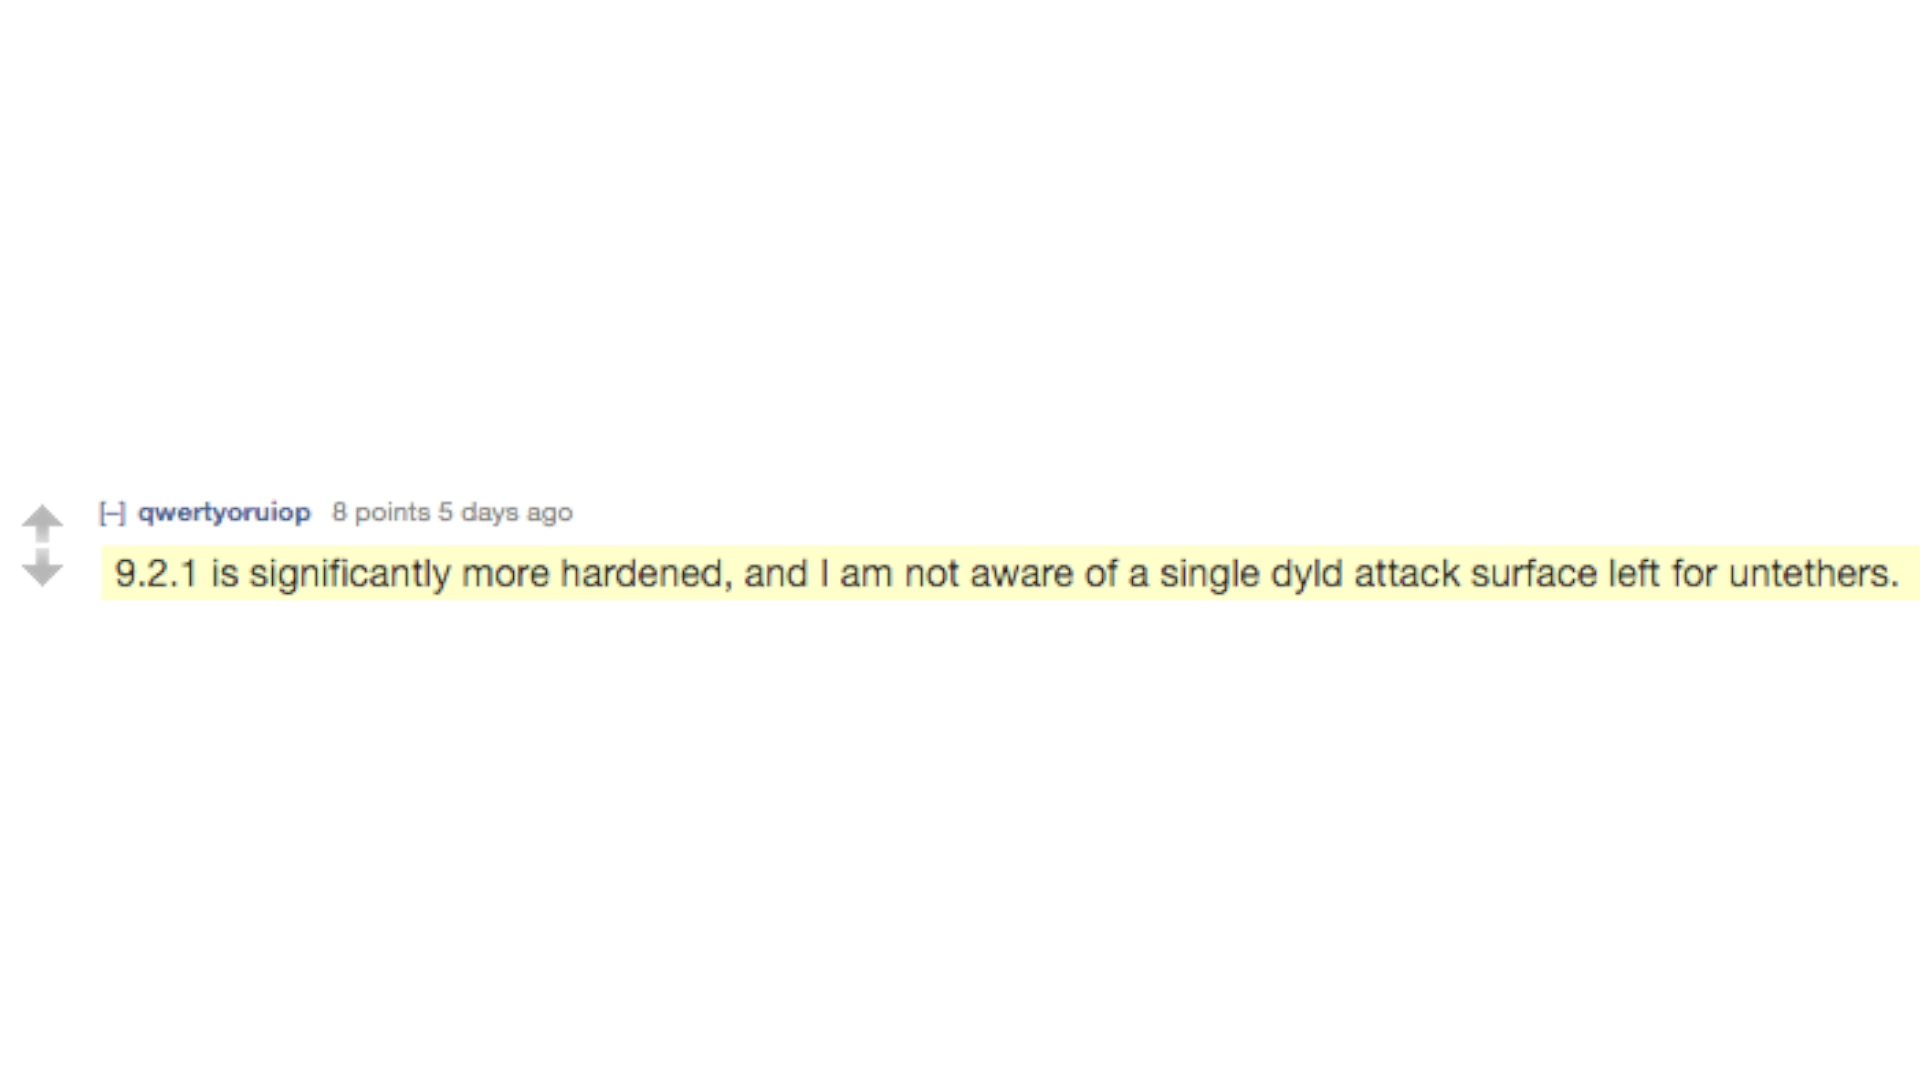 [–] qwertyoruiop 8 points 5 days ago
9.2.1 is significantly more hardened, and I am not aware of a single dyld attack surface left for untethers.